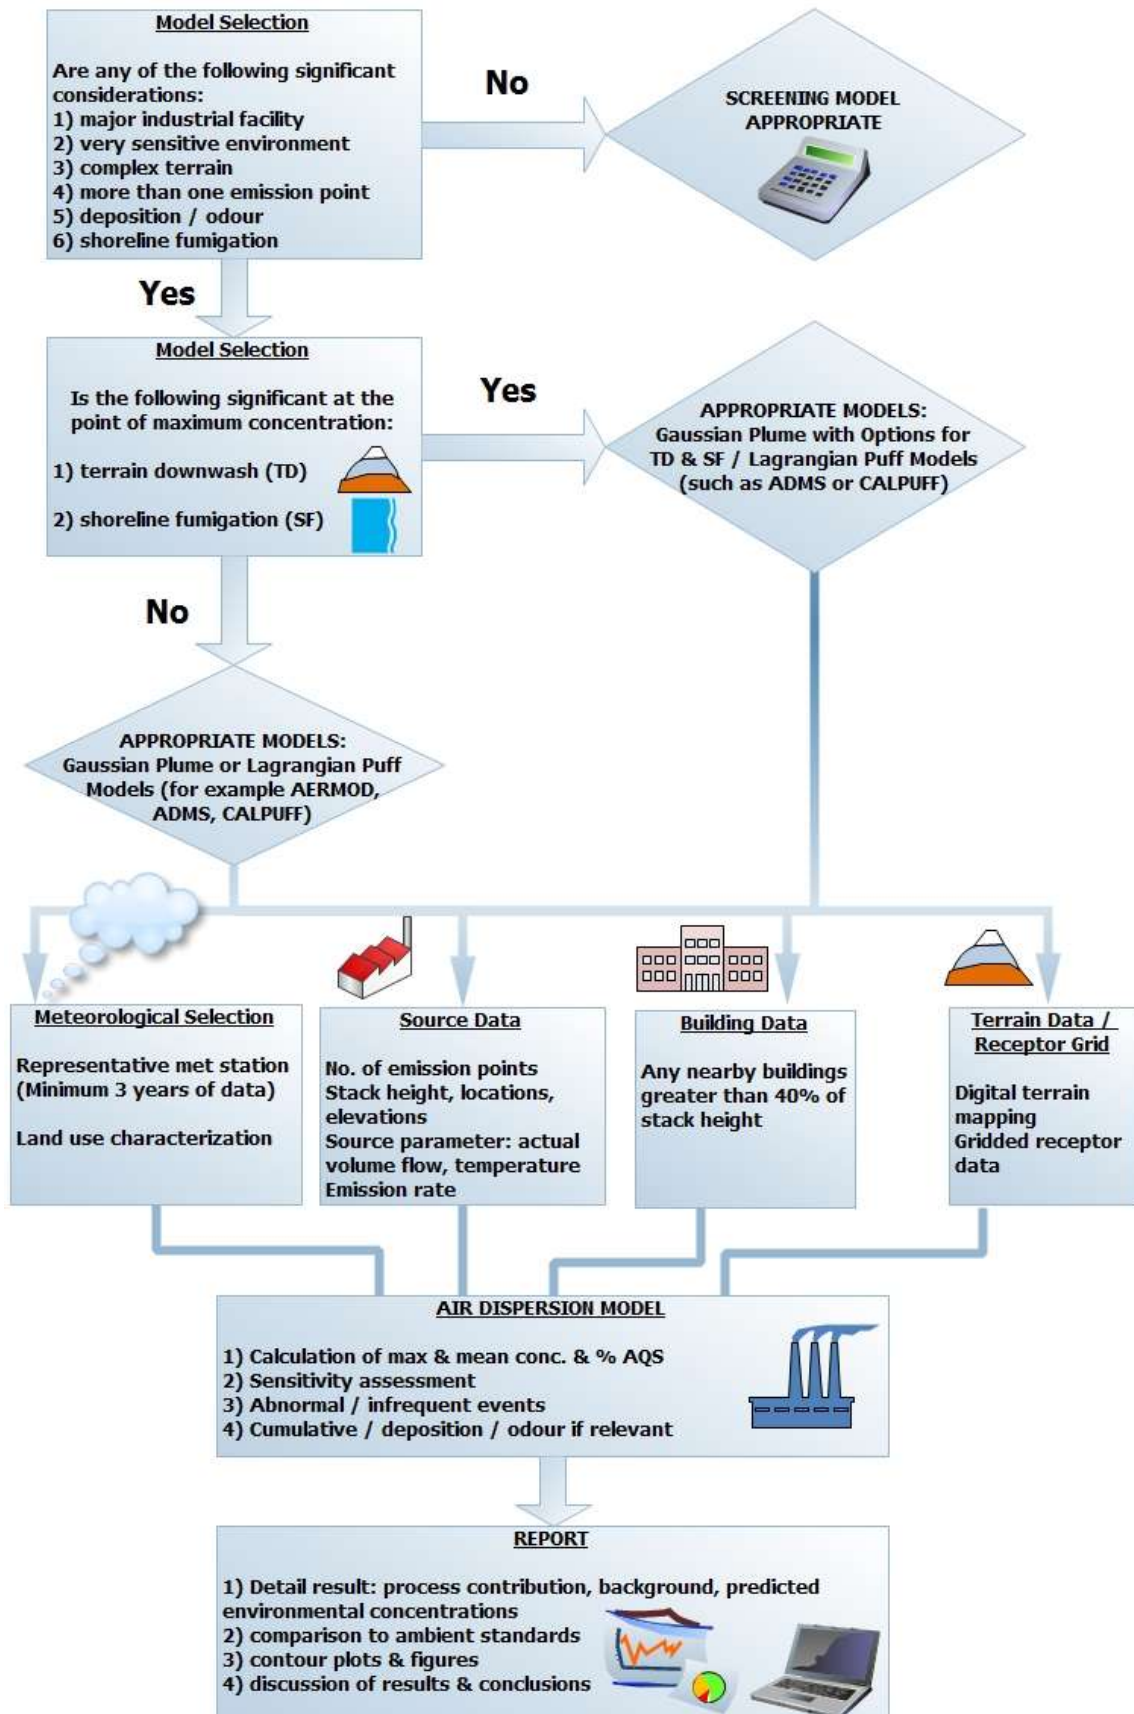 Model Selection
Are any of the following significant
considerations:
1) major industrial facility
2) very sensitive environment
3) complex terrain
4) more than one emission point
5) deposition / odour
6) shoreline fumigation
No
SCREENING MODEL
APPROPRIATE
Yes
Model Selection
Is the following significant at the
point of maximum concentration:
1) terrain downwash (TD)
2) shoreline fumigation (SF)
Yes
APPROPRIATE MODELS:
Gaussian Plume with Options for
TD & SF / Lagrangian Puff Models
(such as ADMS or CALPUFF)
No
APPROPRIATE MODELS:
Gaussian Plume or Lagrangian Puff
Models (for example AERMOD,
ADMS, CALPUFF)
Meteorological Selection
Representative met station
(Minimum 3 years of data)
Land use characterization
Source Data
No. of emission points
Stack height, locations,
elevations
Source parameter: actual
volume flow, temperature
Emission rate
Building Data
Any nearby buildings
greater than 40% of
stack height
Terrain Data /
Receptor Grid
Digital terrain
mapping
Gridded receptor
data
AIR DISPERSION MODEL
1) Calculation of max & mean conc. & % AQS
2) Sensitivity assessment
3) Abnormal / infrequent events
4) Cumulative / deposition / odour if relevant
REPORT
1) Detail result: process contribution, background, predicted
environmental concentrations
2) comparison to ambient standards
3) contour plots & figures
4) discussion of results & conclusions